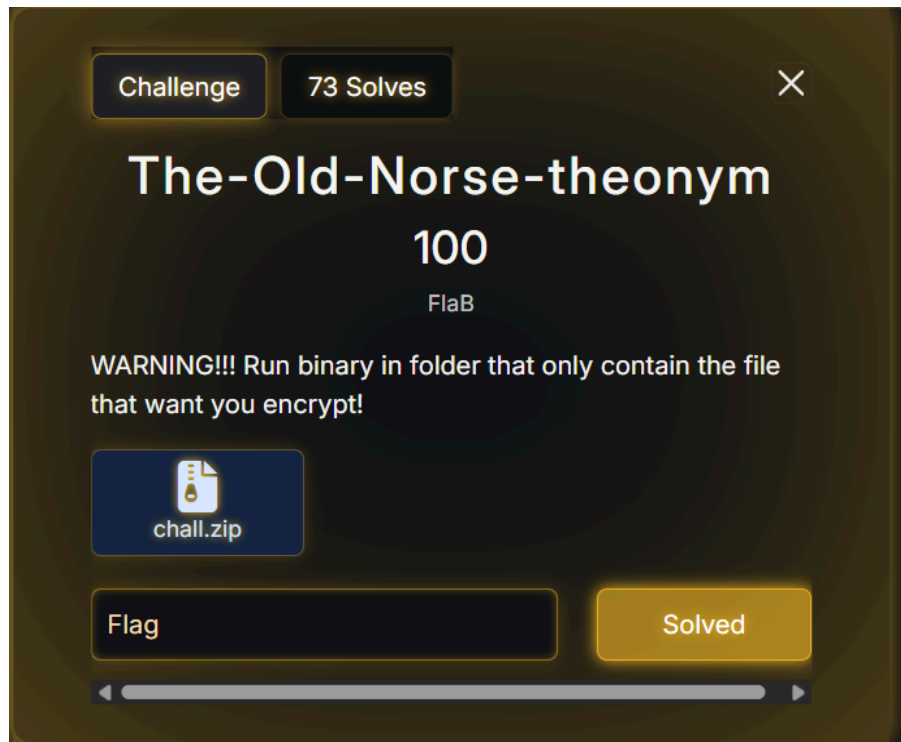 Challenge
73 Solves
The-Old-Norse-theonym
100
FlaB
WARNING!!! Run binary in folder that only contain the file
that want you encrypt!
chall.zip
Flag
Solved